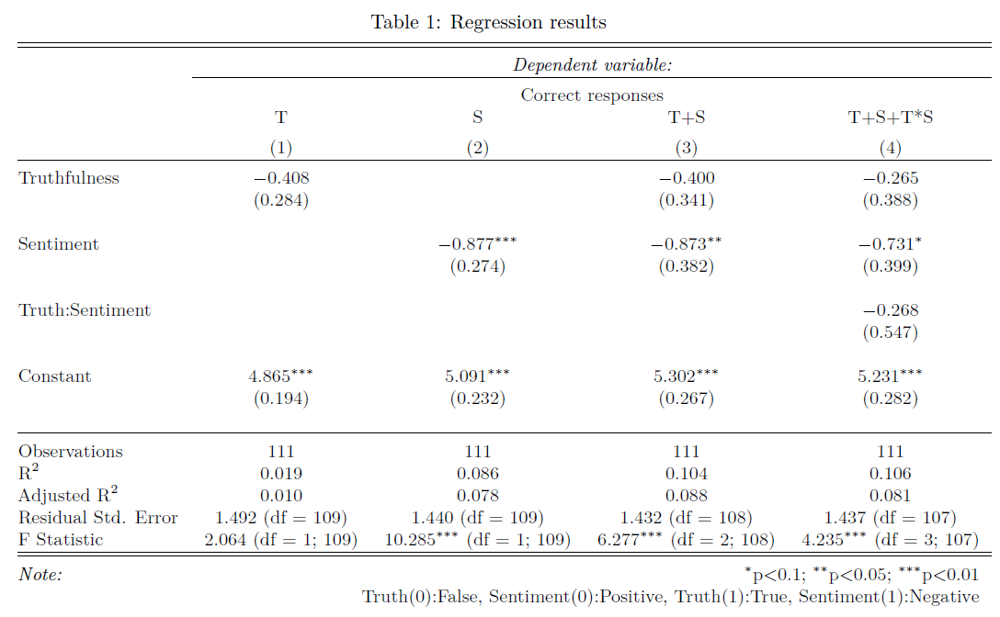 Table 1: Regression results
Dependent variable:
Correct responses
T S T+S T+S+T*S
(1) (2) (3) (4)
Truthfulness −0.408 −0.400 −0.265
(0.284) (0.341) (0.388)
Sentiment −0.877*** −0.873** −0.731*
(0.274) (0.382) (0.399)
Truth:Sentiment −0.268
(0.547)
Constant 4.865*** 5.091*** 5.302*** 5.231***
(0.194) (0.232) (0.267) (0.282)
Observations 111 111 111 111
R² 0.019 0.086 0.104 0.106
Adjusted R² 0.010 0.078 0.088 0.081
Residual Std. Error 1.492 (df = 109) 1.440 (df = 109) 1.432 (df = 108) 1.437 (df = 107)
F Statistic 2.064 (df = 1; 109) 10.285*** (df = 1; 109) 6.277*** (df = 2; 108) 4.235*** (df = 3; 107)
Note: *p<0.1; **p<0.05; ***p<0.01
Truth(0):False, Sentiment(0):Positive, Truth(1):True, Sentiment(1):Negative